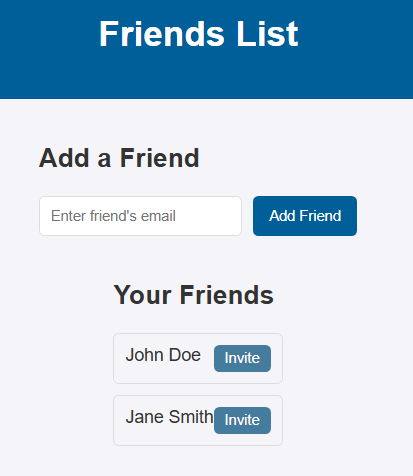 Friends List
Add a Friend
Enter friend's email Add Friend
Your Friends
John Doe Invite
Jane Smith Invite